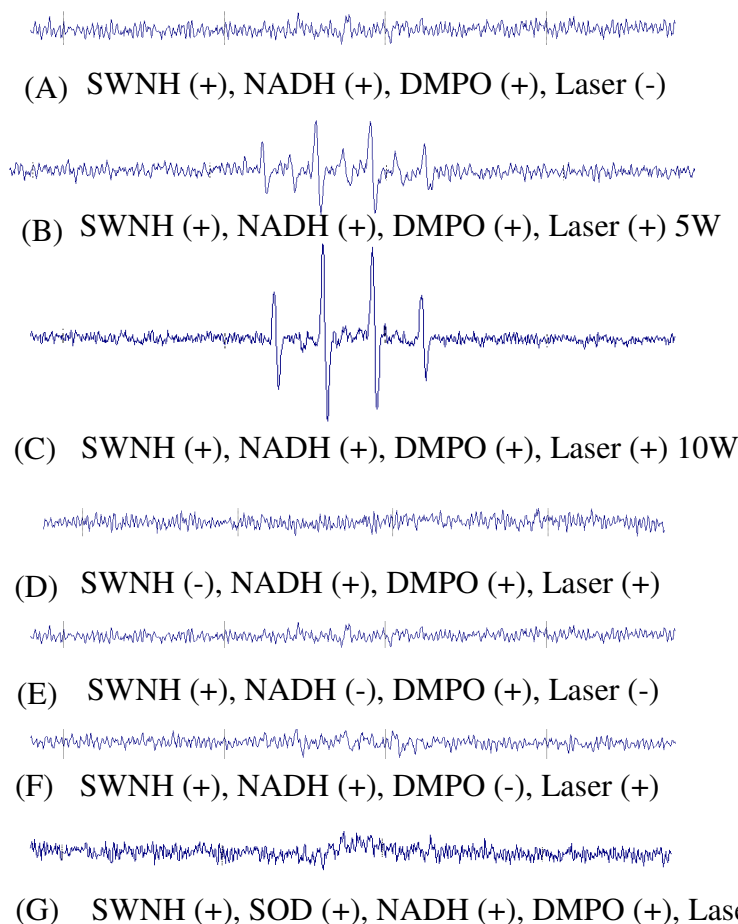 (A) SWNH (+), NADH (+), DMPO (+), Laser (-)
(B) SWNH (+), NADH (+), DMPO (+), Laser (+) 5W
(C) SWNH (+), NADH (+), DMPO (+), Laser (+) 10W
(D) SWNH (-), NADH (+), DMPO (+), Laser (+)
(E) SWNH (+), NADH (-), DMPO (+), Laser (-)
(F) SWNH (+), NADH (+), DMPO (-), Laser (+)
(G) SWNH (+), SOD (+), NADH (+), DMPO (+),